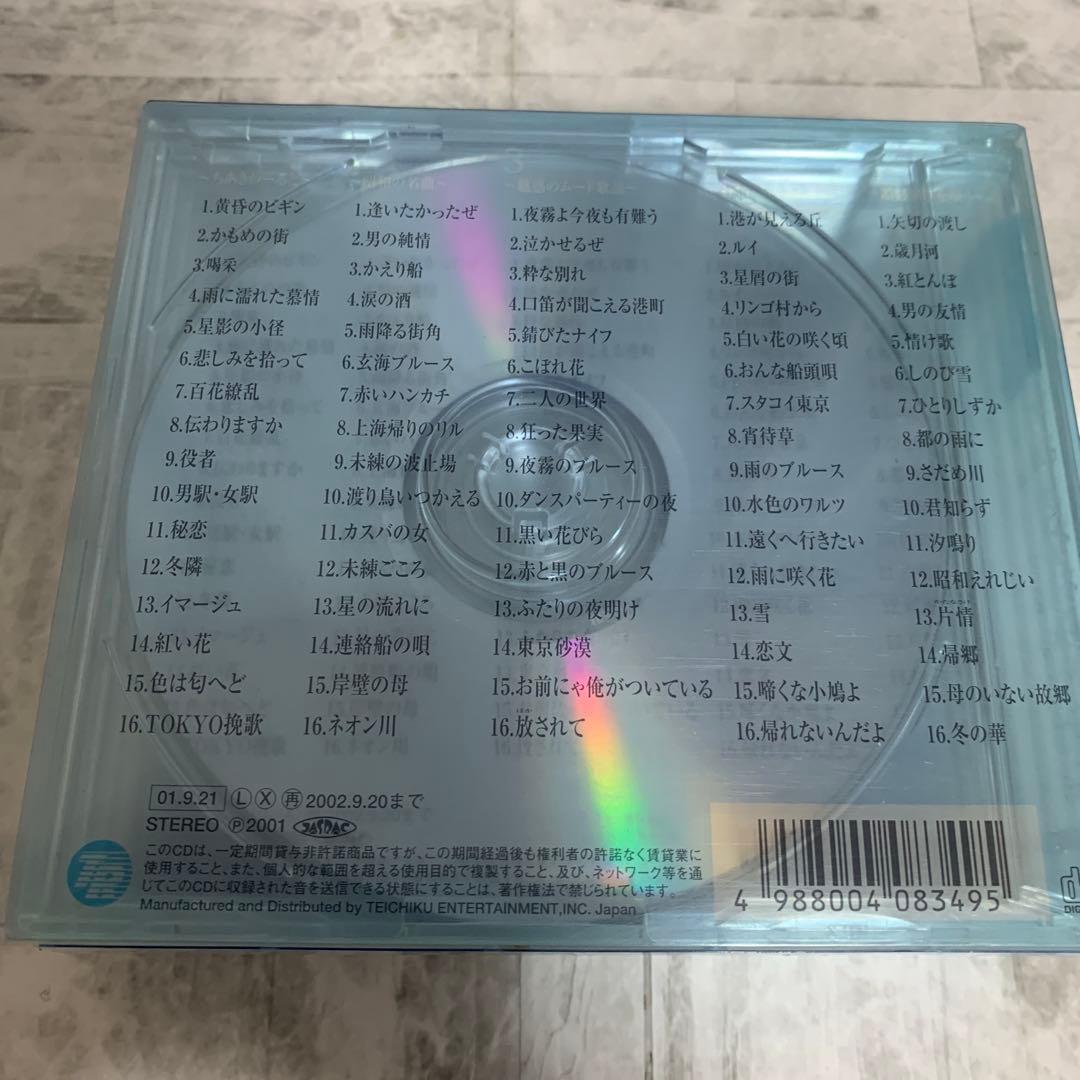 ～魅惑のムード歌謡～
1.黄昏のビギン
2.かもめの街
3.喝采
4.雨に濡れた慕情
5.星影の小径
6.悲しみを拾って
7.百花繚乱
8.伝わりますか
9.役者
10.男駅・女駅
11.秘恋
12.冬隣
13.イマージュ
14.紅い花
15.色は匂へど
16.TOKYO挽歌
1.逢いたかったぜ
2.男の純情
3.かえり船
4.涙の酒
5.雨降る街角
6.玄海ブルース
7.赤いハンカチ
8.上海帰りのリル
9.未練の波止場
10.渡り鳥いつかえる
11.カスバの女
12.未練ごころ
13.星の流れに
14.連絡船の唄
15.岸壁の母
16.ネオン川
1.夜霧よ今夜も有難う
2.泣かせるぜ
3.粋な別れ
4.口笛が聞こえる港町
5.錆びたナイフ
6.こぼれ花
7.二人の世界
8.狂った果実
9.夜霧のブルース
10.ダンスパーティーの夜
11.黒い花びら
12.赤と黒のブルース
13.ふたりの夜明け
14.東京砂漠
15.お前にゃ俺がついている
16.放されて
1.港が見える丘
2.ルイ
3.星屑の街
4.リンゴ村から
5.白い花の咲く頃
6.おんな船頭唄
7.スタコイ東京
8.宵待草
9.雨のブルース
10.水色のワルツ
11.遠くへ行きたい
12.雨に咲く花
13.雪
14.恋文
15.啼くな小鳩よ
16.帰れないんだよ
1.矢切の渡し
2.歳月河
3.紅とんぼ
4.男の友情
5.情け歌
6.しのび雪
7.ひとりしずか
8.都の雨に
9.さだめ川
10.君知らず
11.汐鳴り
12.昭和えれじい
13.片情
14.帰郷
15.母のいない故郷
16.冬の華
01.9.21 Ⓛ Ⓧ ㊞再 2002.9.20まで
STEREO Ⓟ2001 JASRAC
このCDは、一定期間貸与非許諾商品ですが、この期間経過後も権利者の許諾なく賃貸業に
使用すること、また、個人的な範囲を超える使用目的で複製すること、及び、ネットワーク等を通
じてこのCDに収録された音を送信できる状態にすることは、著作権法で禁じられています。
Manufactured and Distributed by TEICHIKU ENTERTAINMENT,INC. Japan
4 988004 083495